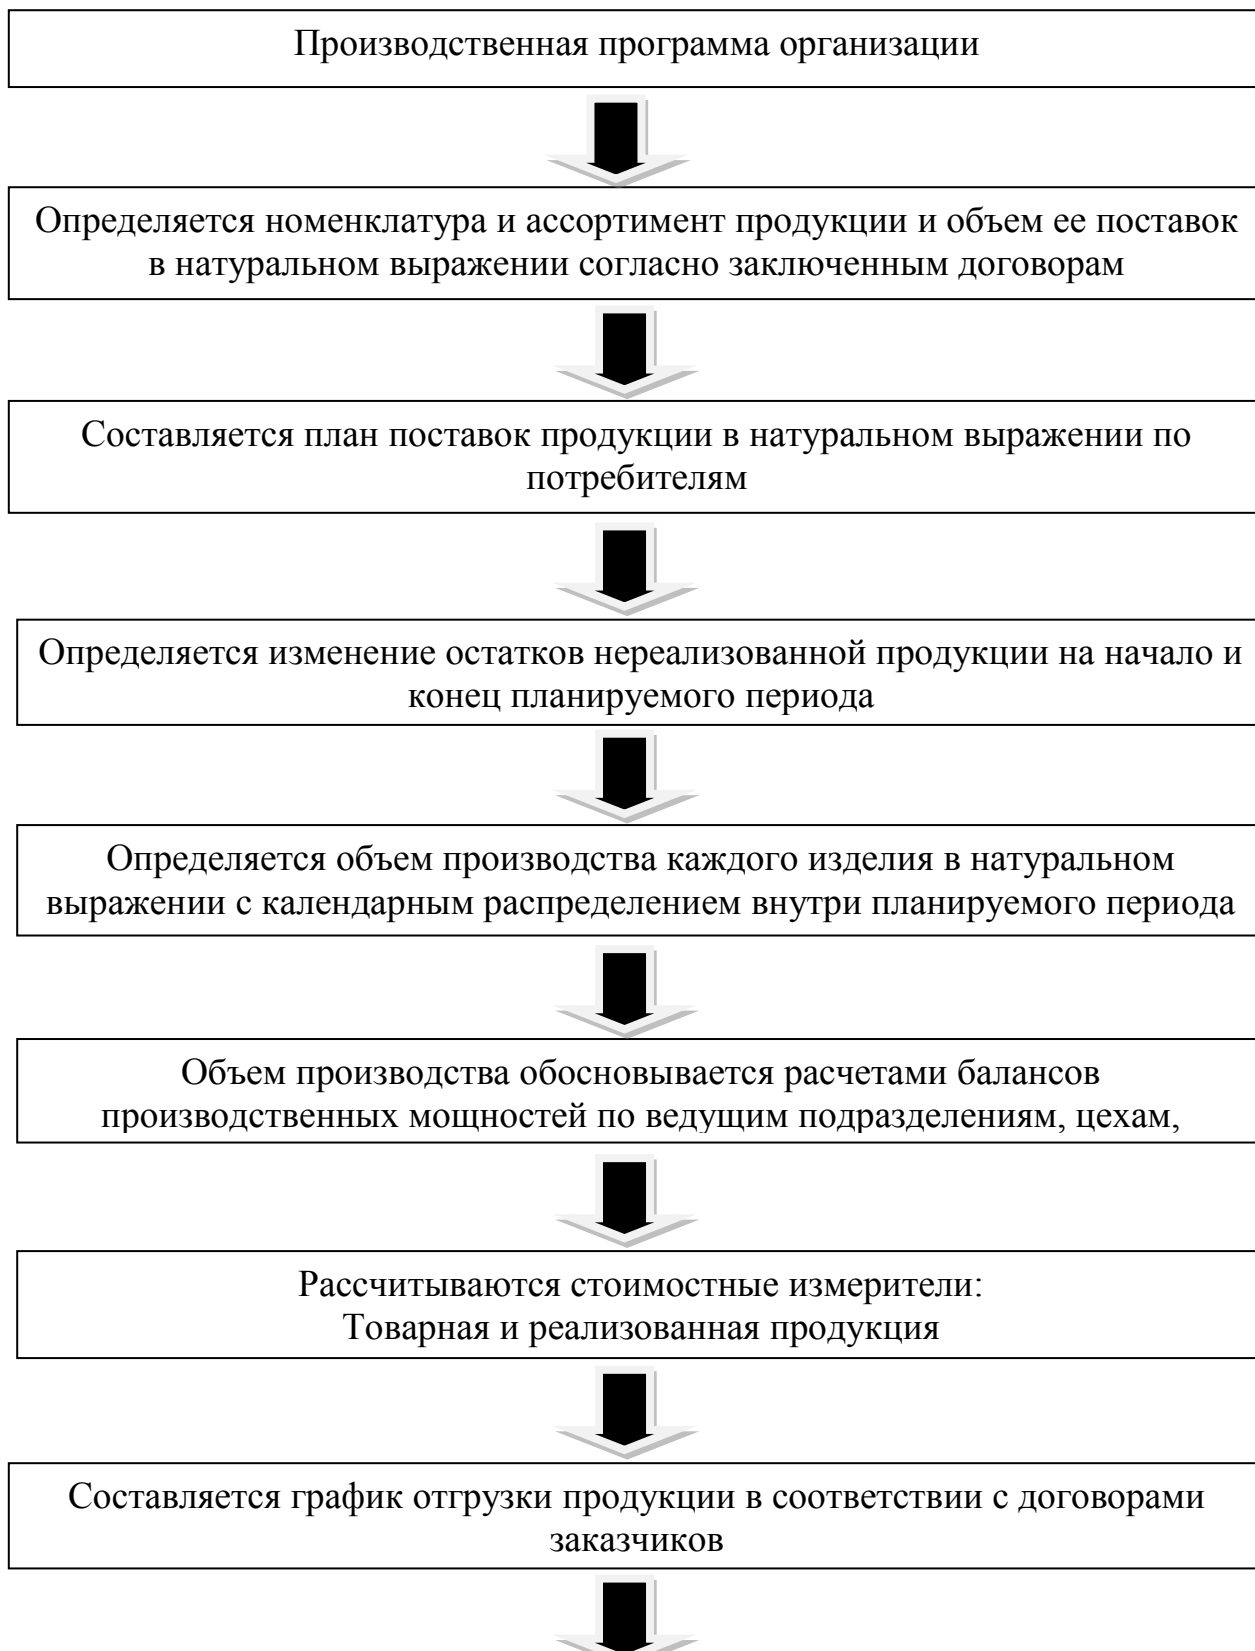 Производственная программа организации
Определяется номенклатура и ассортимент продукции и объем ее поставок
в натуральном выражении согласно заключенным договорам
Составляется план поставок продукции в натуральном выражении по
потребителям
Определяется изменение остатков нереализованной продукции на начало и
конец планируемого периода
Определяется объем производства каждого изделия в натуральном
выражении с календарным распределением внутри планируемого периода
Объем производства обосновывается расчетами балансов
производственных мощностей по ведущим подразделениям, цехам,
Рассчитываются стоимостные измерители:
Товарная и реализованная продукция
Составляется график отгрузки продукции в соответствии с договорами
заказчиков